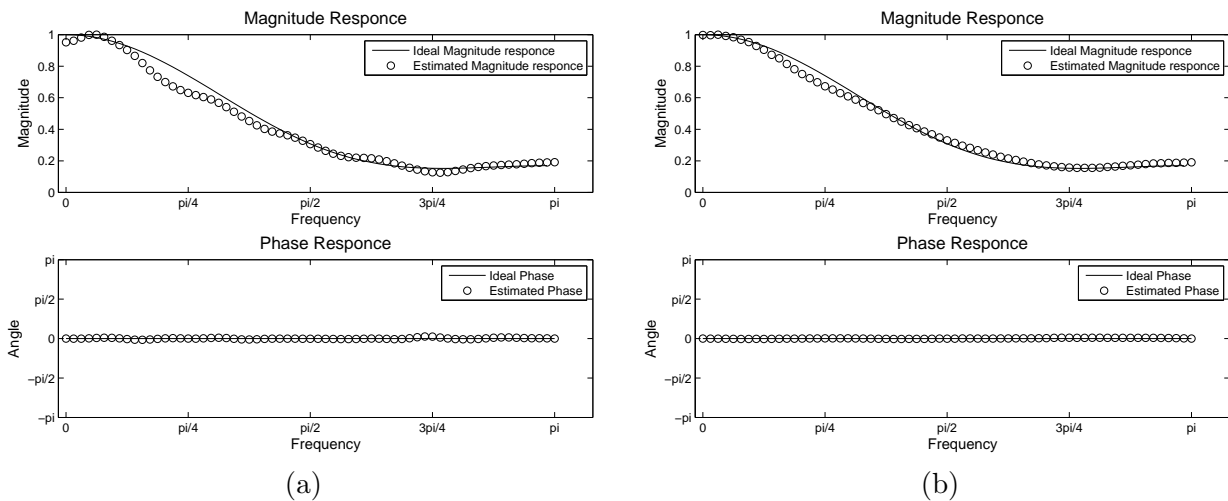 Magnitude Responce
Ideal Magnitude responce
Estimated Magnitude responce
1
0.8
0.6
0.4
0.2
0
Magnitude
0
pi/4
pi/2
3pi/4
pi
Frequency
Phase Responce
Ideal Phase
Estimated Phase
pi
pi/2
0
−pi/2
−pi
Angle
0
pi/4
pi/2
3pi/4
pi
Frequency
(a)
Magnitude Responce
Ideal Magnitude responce
Estimated Magnitude responce
1
0.8
0.6
0.4
0.2
0
Magnitude
0
pi/4
pi/2
3pi/4
pi
Frequency
Phase Responce
Ideal Phase
Estimated Phase
pi
pi/2
0
−pi/2
−pi
Angle
0
pi/4
pi/2
3pi/4
pi
Frequency
(b)